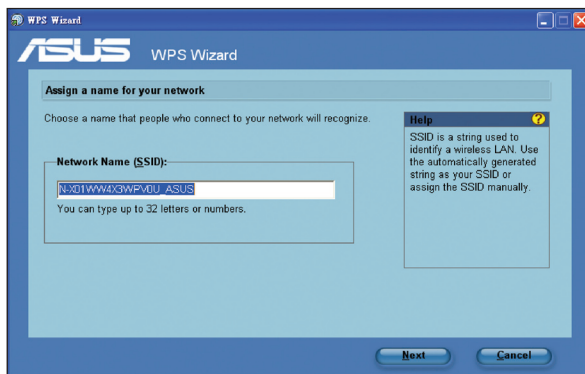 WPS Wizard
ASUS WPS Wizard
Assign a name for your network
Choose a name that people who connect to your network will recognize.
Network Name (SSID):
N-X01WW4X3WPV0U_ASUS
You can type up to 32 letters or numbers.
Help
SSID is a string used to
identify a wireless LAN. Use
the automatically generated
string as your SSID or
assign the SSID manually.
Next Cancel